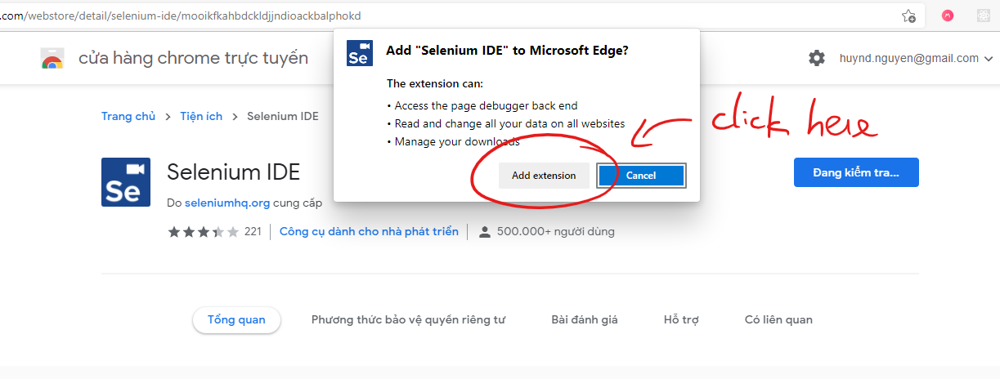 .com/webstore/detail/selenium-ide/mooikfkahbdckldjjndioackbalphokd
cửa hàng chrome trực tuyến
huynd.nguyen@gmail.com
Se
Add "Selenium IDE" to Microsoft Edge?
The extension can:
• Access the page debugger back end
• Read and change all your data on all websites
• Manage your downloads
Add extension
Cancel
click here
Trang chủ > Tiện ích > Selenium IDE
Se
Selenium IDE
Đang kiểm tra...
Do seleniumhq.org cung cấp
221 | Công cụ dành cho nhà phát triển | 500.000+ người dùng
Tổng quan
Phương thức bảo vệ quyền riêng tư
Bài đánh giá
Hỗ trợ
Có liên quan